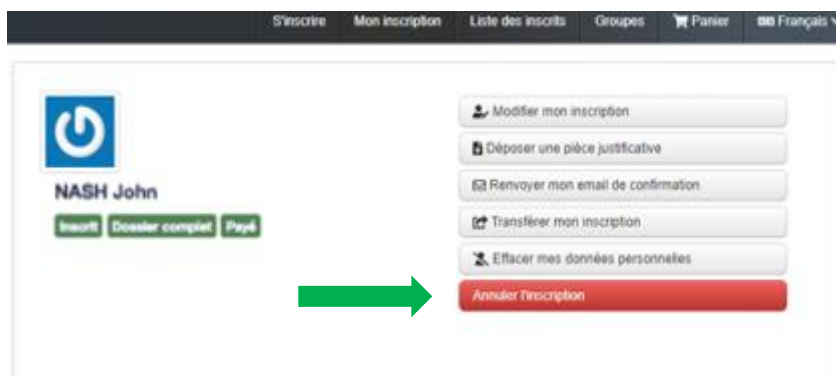 S'inscrire Mon inscription Liste des inscrits Groupes Panier Français
Modifier mon inscription
Déposer une pièce justificative
Renvoyer mon email de confirmation
NASH John
Inscrit Dossier complet Payé
Transférer mon inscription
Effacer mes données personnelles
Annuler l'inscription